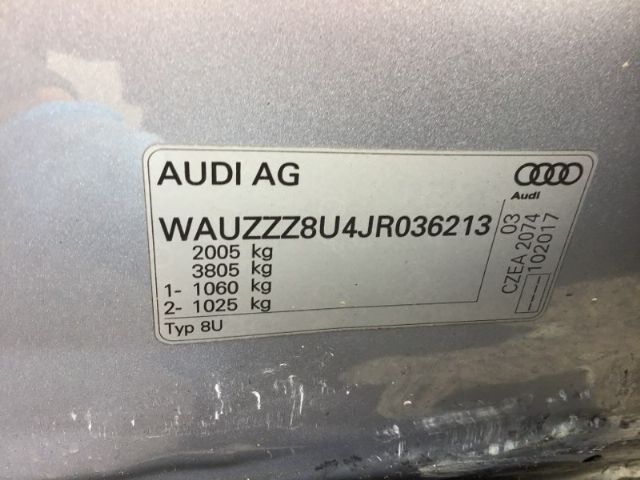 AUDI AG
Audi
WAUZZZ8U4JR036213
2005 kg
3805 kg
1- 1060 kg
2- 1025 kg
Typ 8U
03
CZEA 2074
102017